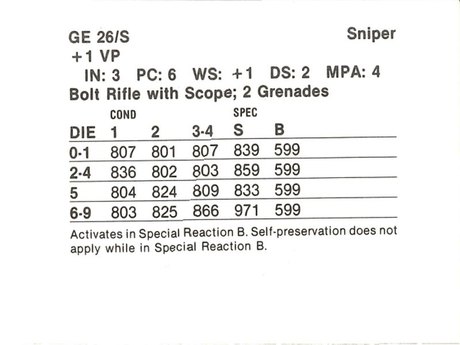 GE 26/S Sniper
+1 VP
IN: 3 PC: 6 WS: +1 DS: 2 MPA: 4
Bolt Rifle with Scope; 2 Grenades
COND SPEC
DIE 1 2 3-4 S B
0-1 807 801 807 839 599
2-4 836 802 803 859 599
5 804 824 809 833 599
6-9 803 825 866 971 599
Activates in Special Reaction B. Self-preservation does not
apply while in Special Reaction B.